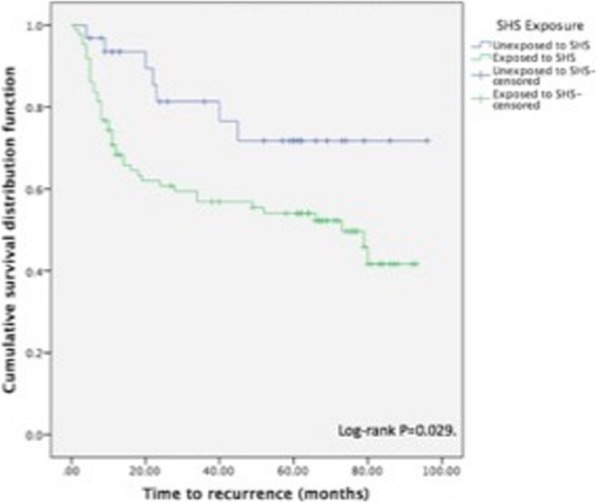 SHS Exposure
Unexposed to SHS
Exposed to SHS
Unexposed to SHS-
censored
Exposed to SHS-
censored
Cumulative survival distribution function
1.0
0.8
0.6
0.4
0.2
0.0
Log-rank P=0.029.
.00 20.00 40.00 60.00 80.00 100.00
Time to recurrence (months)